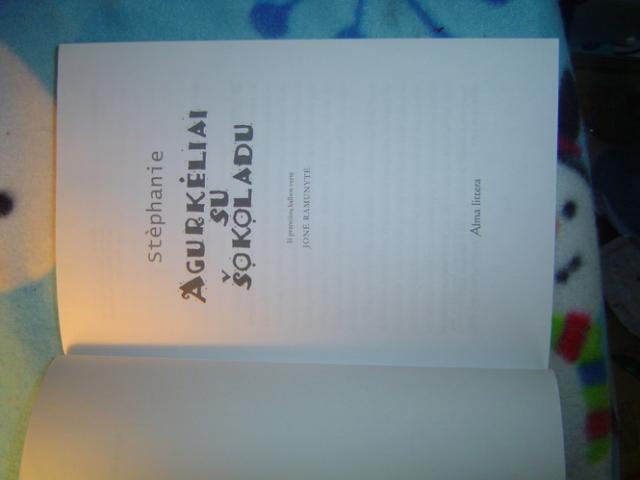 Stèphanie
AGURKĖLIAI
SU
ŠOKOLADU
Iš prancūzų kalbos vertė
JONĖ RAMUNYTĖ
Alma littera